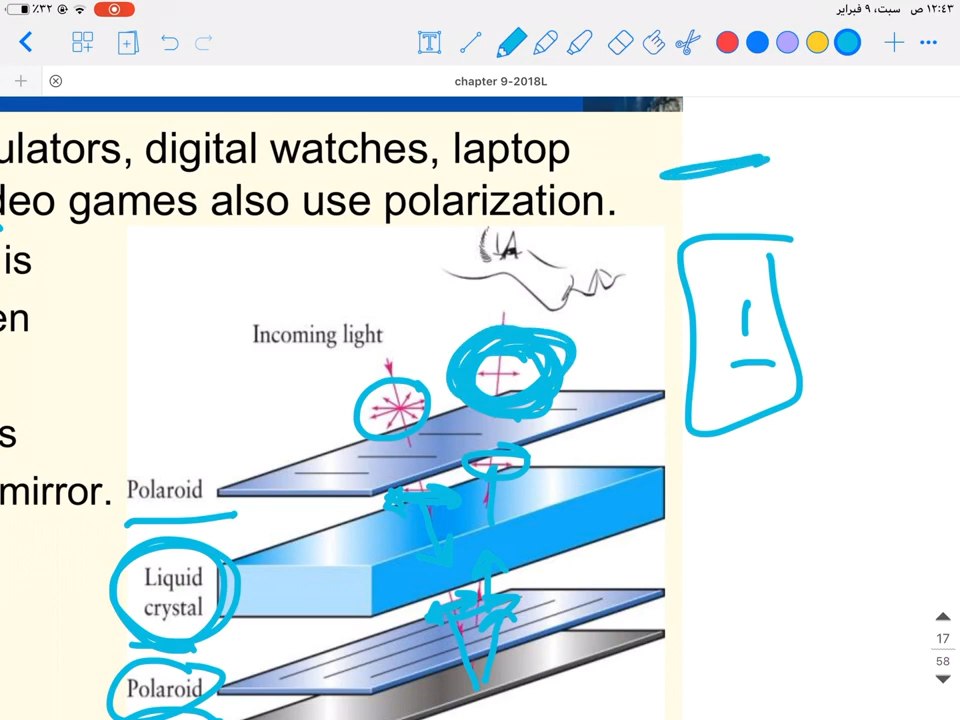 ٪٣٢ ١٢:٤٣ ص سبت، ٩ فبراير
chapter 9-2018L
ulators, digital watches, laptop
deo games also use polarization.
is
en
Incoming light
s
mirror.
Polaroid
Liquid
crystal
Polaroid
17
58